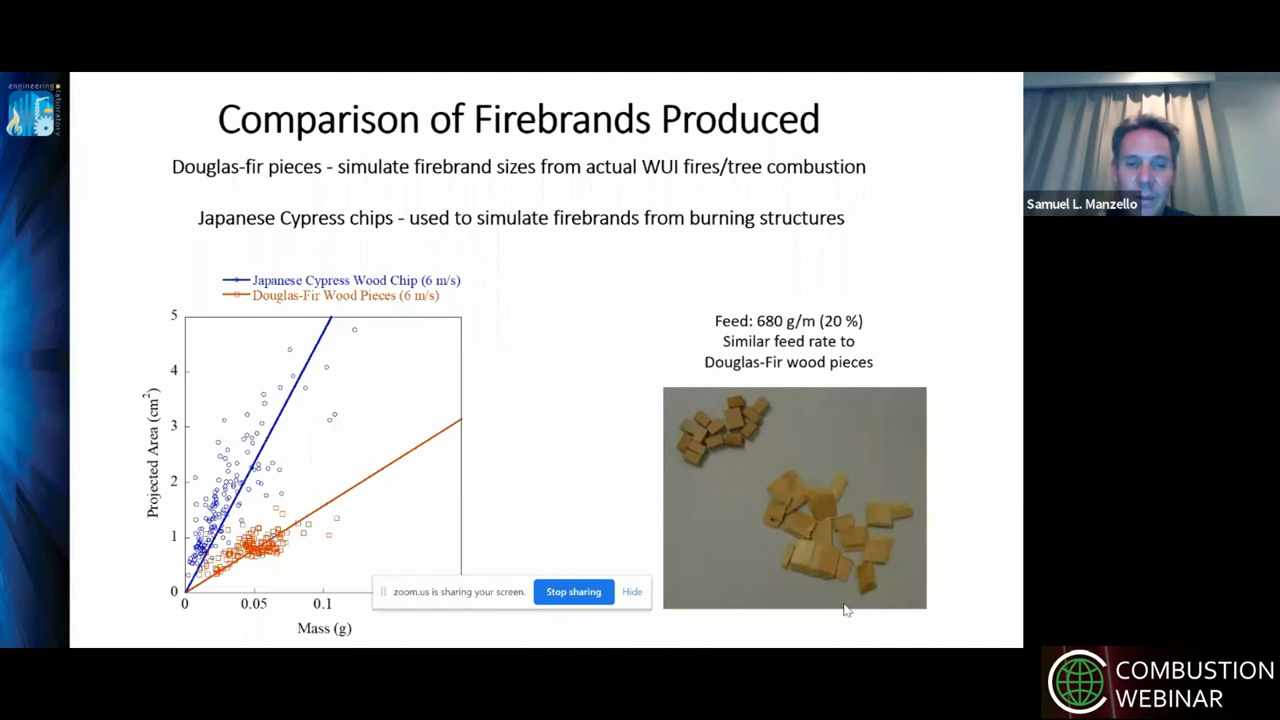 engineering
laboratory
Comparison of Firebrands Produced
Douglas-fir pieces - simulate firebrand sizes from actual WUI fires/tree combustion
Japanese Cypress chips - used to simulate firebrands from burning structures
Japanese Cypress Wood Chip (6 m/s)
Douglas-Fir Wood Pieces (6 m/s)
5
4
3
2
1
0
Projected Area (cm²)
0 0.05 0.1
Mass (g)
Feed: 680 g/m (20 %)
Similar feed rate to
Douglas-Fir wood pieces
zoom.us is sharing your screen. Stop sharing Hide
Samuel L. Manzello
COMBUSTION
WEBINAR